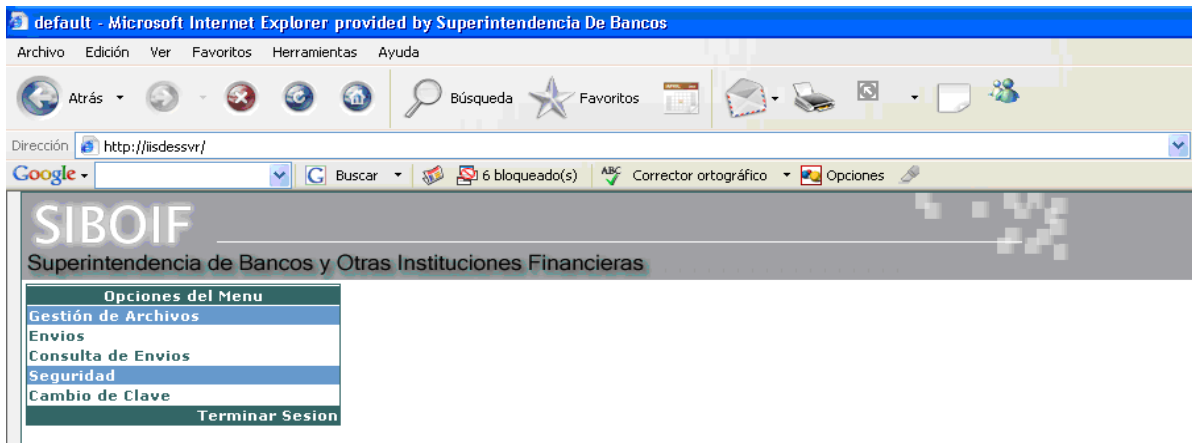 default - Microsoft Internet Explorer provided by Superintendencia De Bancos
Archivo Edición Ver Favoritos Herramientas Ayuda
Atrás Búsqueda Favoritos
Dirección http://iisdessvr/
Google G Buscar 6 bloqueado(s) ABC Corrector ortográfico Opciones
SIBOIF
Superintendencia de Bancos y Otras Instituciones Financieras
Opciones del Menu
Gestión de Archivos
Envios
Consulta de Envios
Seguridad
Cambio de Clave
Terminar Sesion